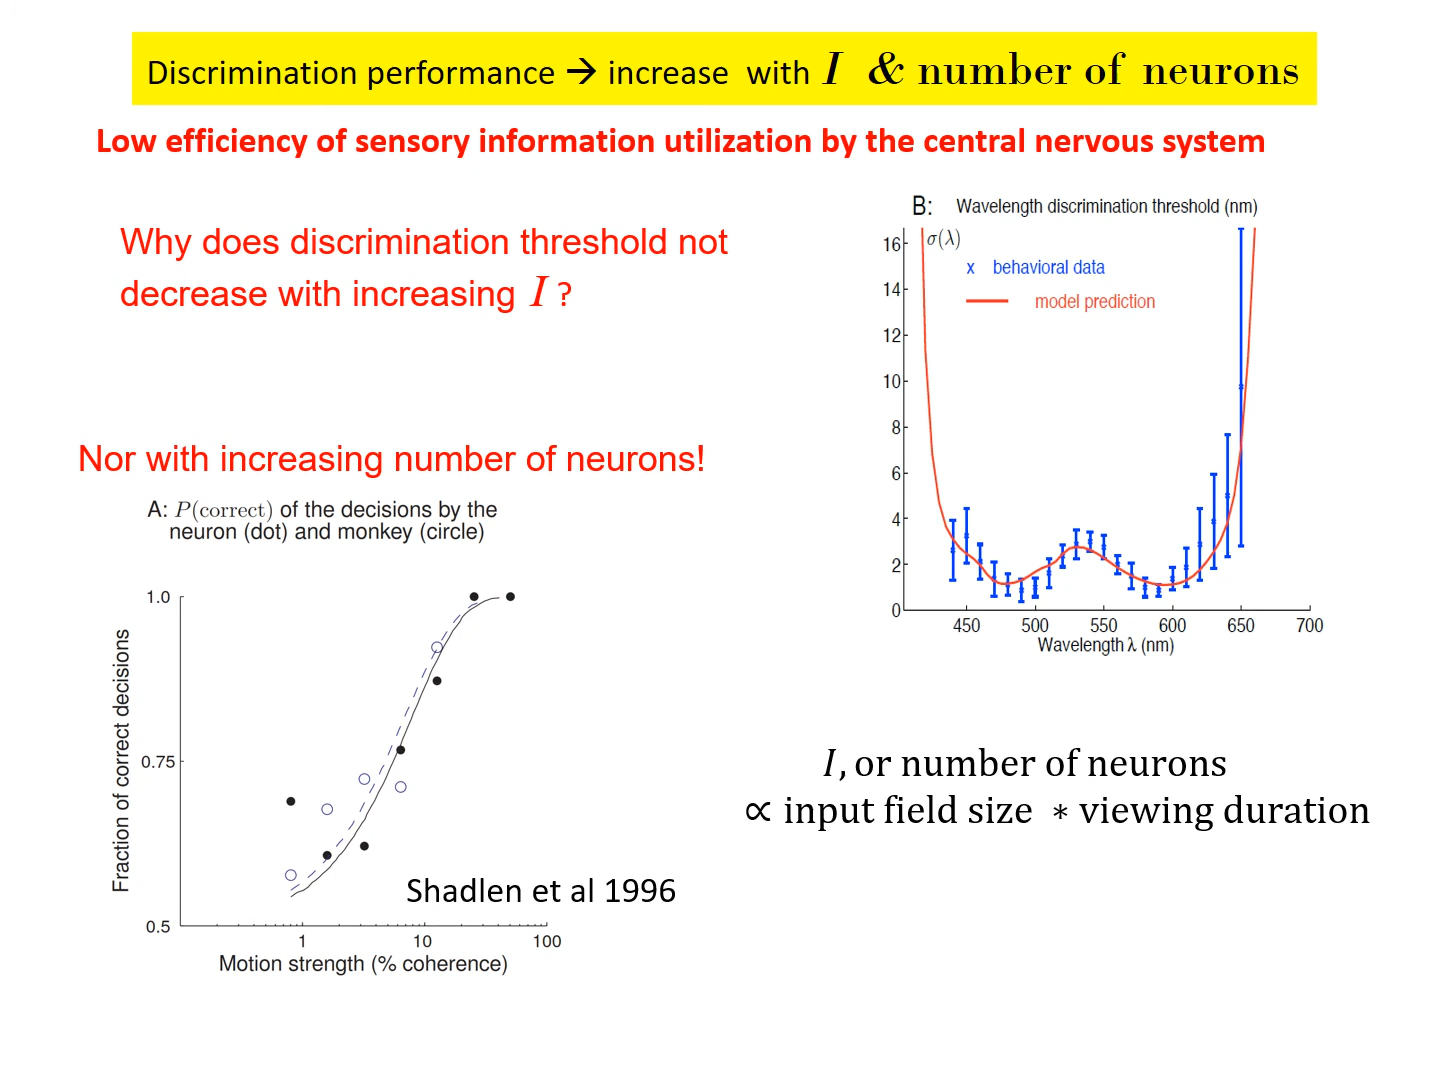 Discrimination performance → increase with I & number of neurons
Low efficiency of sensory information utilization by the central nervous system
Why does discrimination threshold not
decrease with increasing I ?
Nor with increasing number of neurons!
A: P(correct) of the decisions by the
neuron (dot) and monkey (circle)
Fraction of correct decisions
1.0
0.75
0.5
1
10
100
Motion strength (% coherence)
Shadlen et al 1996
B: Wavelength discrimination threshold (nm)
σ(λ)
x behavioral data
model prediction
16
14
12
10
8
6
4
2
0
450
500
550
600
650
700
Wavelength λ (nm)
I, or number of neurons
∝ input field size ∗ viewing duration